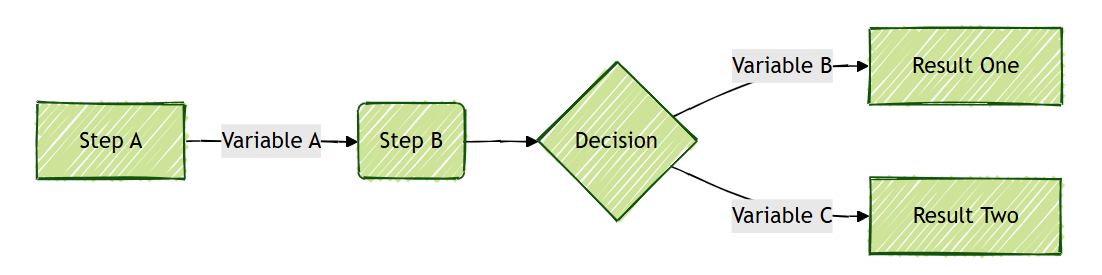 Step A
Variable A
Step B
Decision
Variable B
Result One
Variable C
Result Two